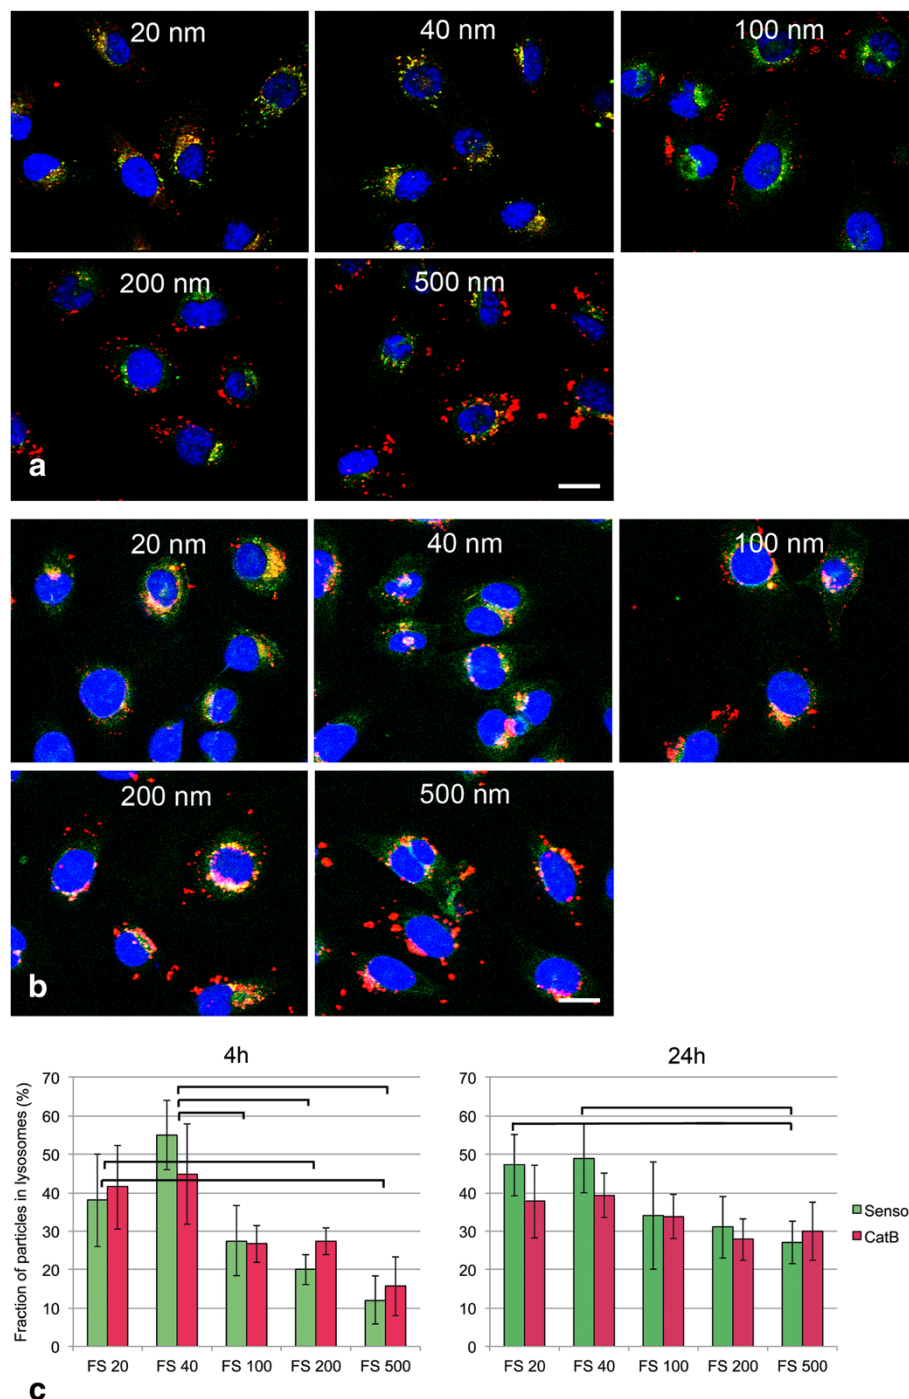 20 nm
40 nm
100 nm
200 nm
500 nm
a
20 nm
40 nm
100 nm
200 nm
500 nm
b
4h
24h
Fraction of particles in lysosomes (%)
70
60
50
40
30
20
10
0
FS 20
FS 40
FS 100
FS 200
FS 500
70
60
50
40
30
20
10
0
FS 20
FS 40
FS 100
FS 200
FS 500
Senso
CatB
c